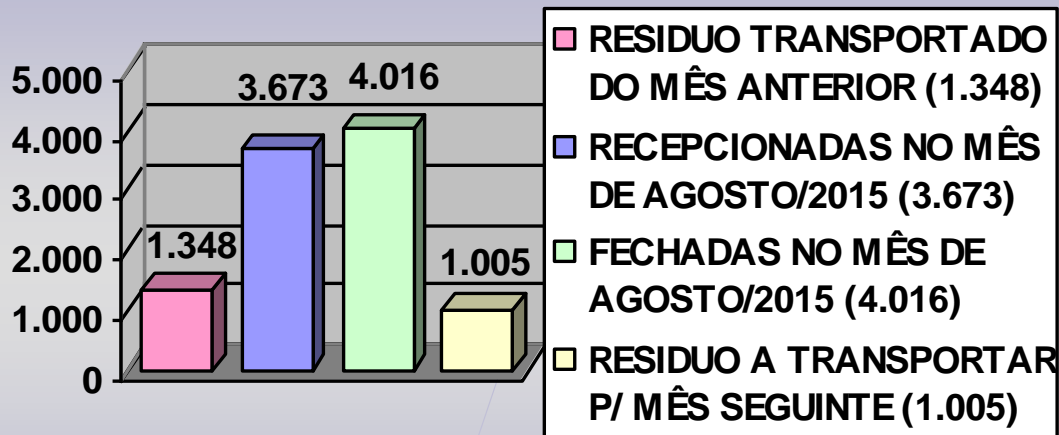 5.000
4.000
3.000
2.000
1.000
0
1.348
3.673
4.016
1.005
RESIDUO TRANSPORTADO
DO MÊS ANTERIOR (1.348)
RECEPCIONADAS NO MÊS
DE AGOSTO/2015 (3.673)
FECHADAS NO MÊS DE
AGOSTO/2015 (4.016)
RESIDUO A TRANSPORTAR
P/ MÊS SEGUINTE (1.005)